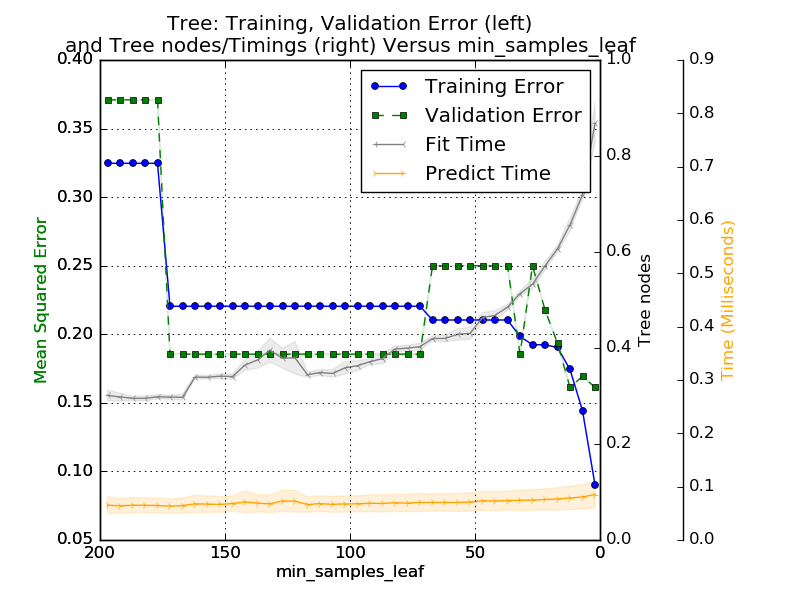 Tree: Training, Validation Error (left)
and Tree nodes/Timings (right) Versus min_samples_leaf
Training Error
Validation Error
Fit Time
Predict Time
Mean Squared Error
0.40
0.35
0.30
0.25
0.20
0.15
0.10
0.05
200
150
100
50
0
min_samples_leaf
1.0
0.8
0.6
0.4
0.2
0.0
Tree nodes
0.9
0.8
0.7
0.6
0.5
0.4
0.3
0.2
0.1
0.0
Time (Milliseconds)